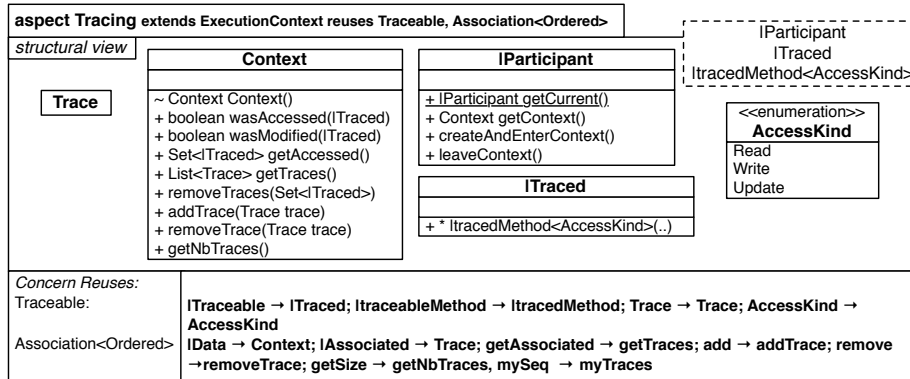 aspect Tracing extends ExecutionContext reuses Traceable, Association<Ordered>
structural view
|Participant
|Traced
|tracedMethod<AccessKind>
Trace
Context
~ Context Context()
+ boolean wasAccessed(|Traced)
+ boolean wasModified(|Traced)
+ Set<|Traced> getAccessed()
+ List<Trace> getTraces()
+ removeTraces(Set<|Traced>)
+ addTrace(Trace trace)
+ removeTrace(Trace trace)
+ getNbTraces()
|Participant
+ |Participant getCurrent()
+ Context getContext()
+ createAndEnterContext()
+ leaveContext()
|Traced
+ * |tracedMethod<AccessKind>(..)
<<enumeration>>
AccessKind
Read
Write
Update
Concern Reuses:
Traceable:
|Traceable → |Traced; |traceableMethod → |tracedMethod; Trace → Trace; AccessKind →
AccessKind
Association<Ordered>
|Data → Context; |Associated → Trace; getAssociated → getTraces; add → addTrace; remove
→removeTrace; getSize → getNbTraces, mySeq → myTraces